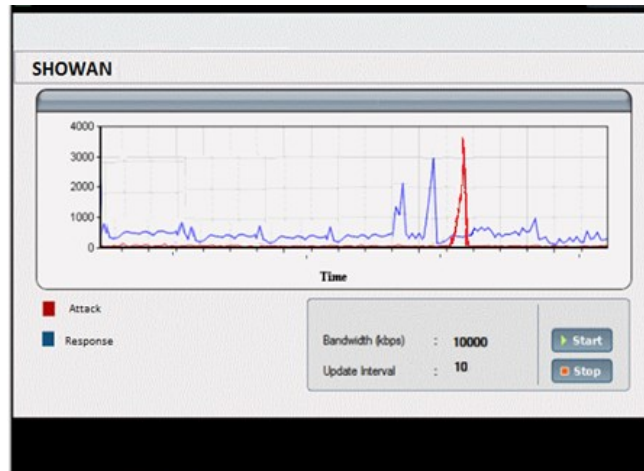 SHOWAN
4000
3000
2000
1000
0
Time
Attack
Response
Bandwidth (kbps) : 10000
Update Interval : 10
Start
Stop